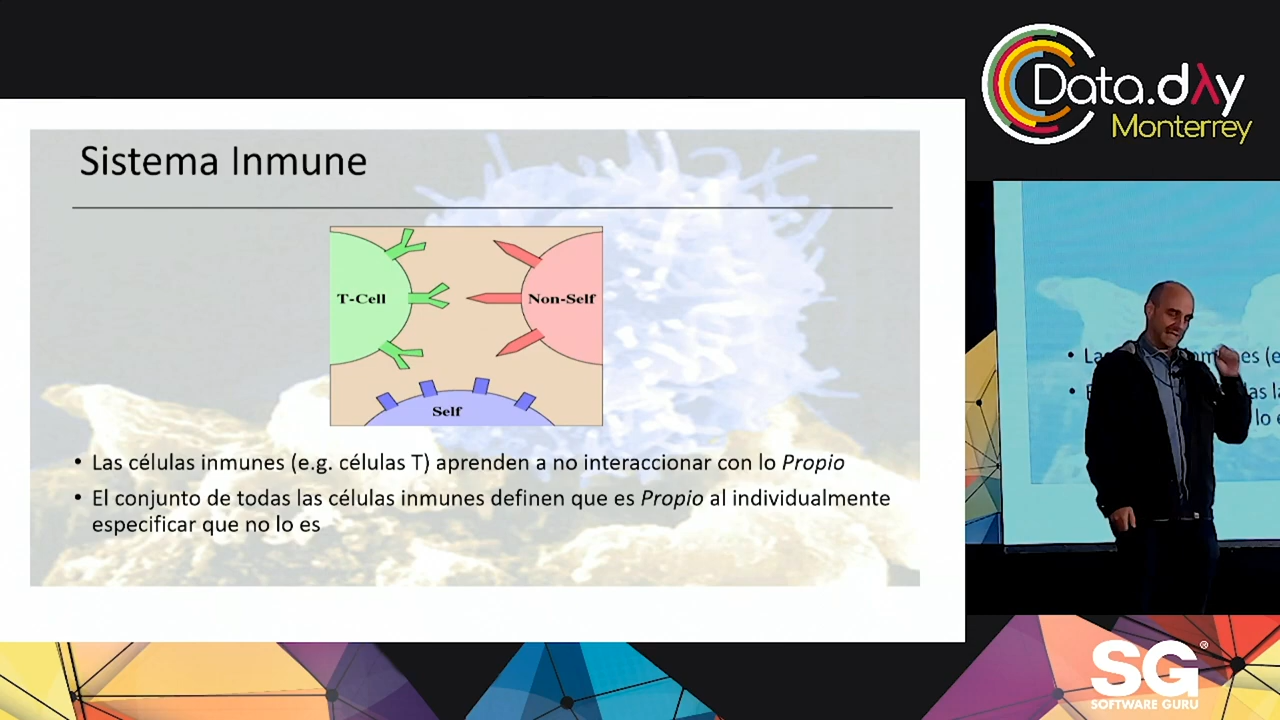 Data.dλy
Monterrey
Sistema Inmune
T-Cell
Non-Self
Self
• Las células inmunes (e.g. células T) aprenden a no interaccionar con lo Propio
• El conjunto de todas las células inmunes definen que es Propio al individualmente
especificar que no lo es
SG®
SOFTWARE GURU